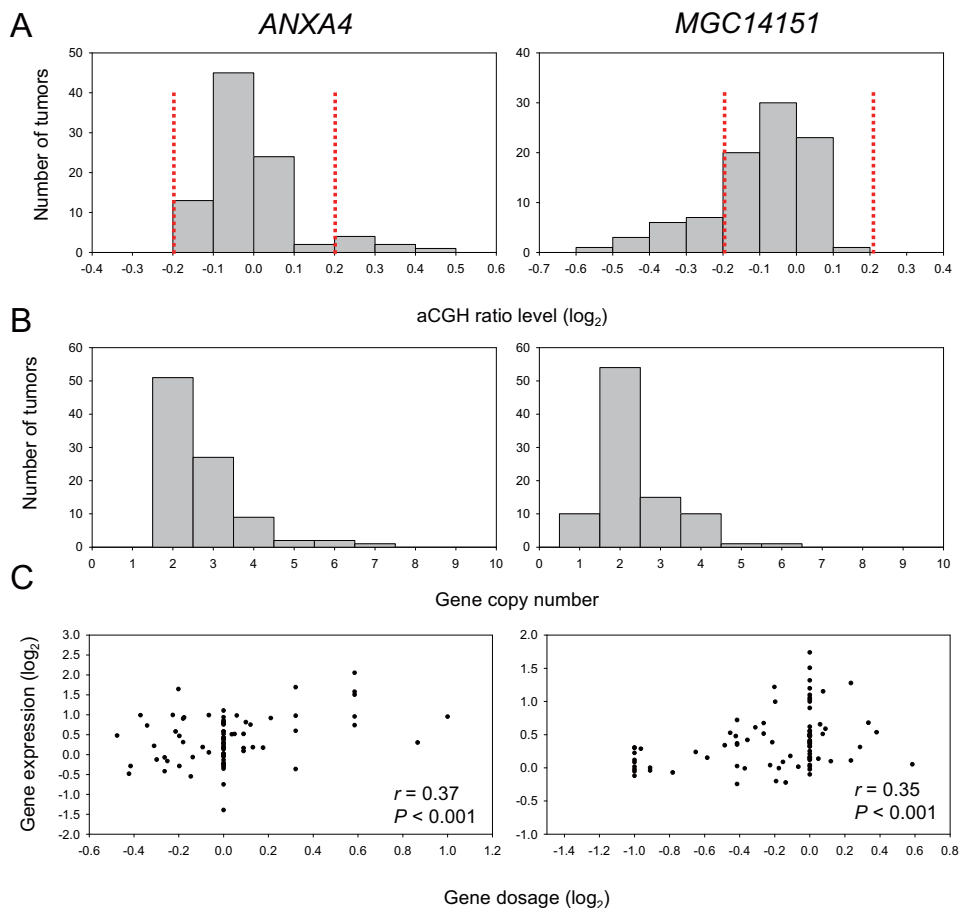 A
ANXA4
MGC14151
Number of tumors
50
40
30
20
10
0
-0.4 -0.3 -0.2 -0.1 0.0 0.1 0.2 0.3 0.4 0.5 0.6
40
30
20
10
0
-0.7 -0.6 -0.5 -0.4 -0.3 -0.2 -0.1 0.0 0.1 0.2 0.3 0.4
aCGH ratio level (log2)
B
Number of tumors
60
50
40
30
20
10
0
0 1 2 3 4 5 6 7 8 9 10
60
50
40
30
20
10
0
0 1 2 3 4 5 6 7 8 9 10
Gene copy number
C
Gene expression (log2)
3.0
2.5
2.0
1.5
1.0
0.5
0.0
-0.5
-1.0
-1.5
-2.0
r = 0.37
P < 0.001
-0.6 -0.4 -0.2 0.0 0.2 0.4 0.6 0.8 1.0 1.2
2.0
1.5
1.0
0.5
0.0
-0.5
-1.0
r = 0.35
P < 0.001
-1.4 -1.2 -1.0 -0.8 -0.6 -0.4 -0.2 0.0 0.2 0.4 0.6 0.8
Gene dosage (log2)